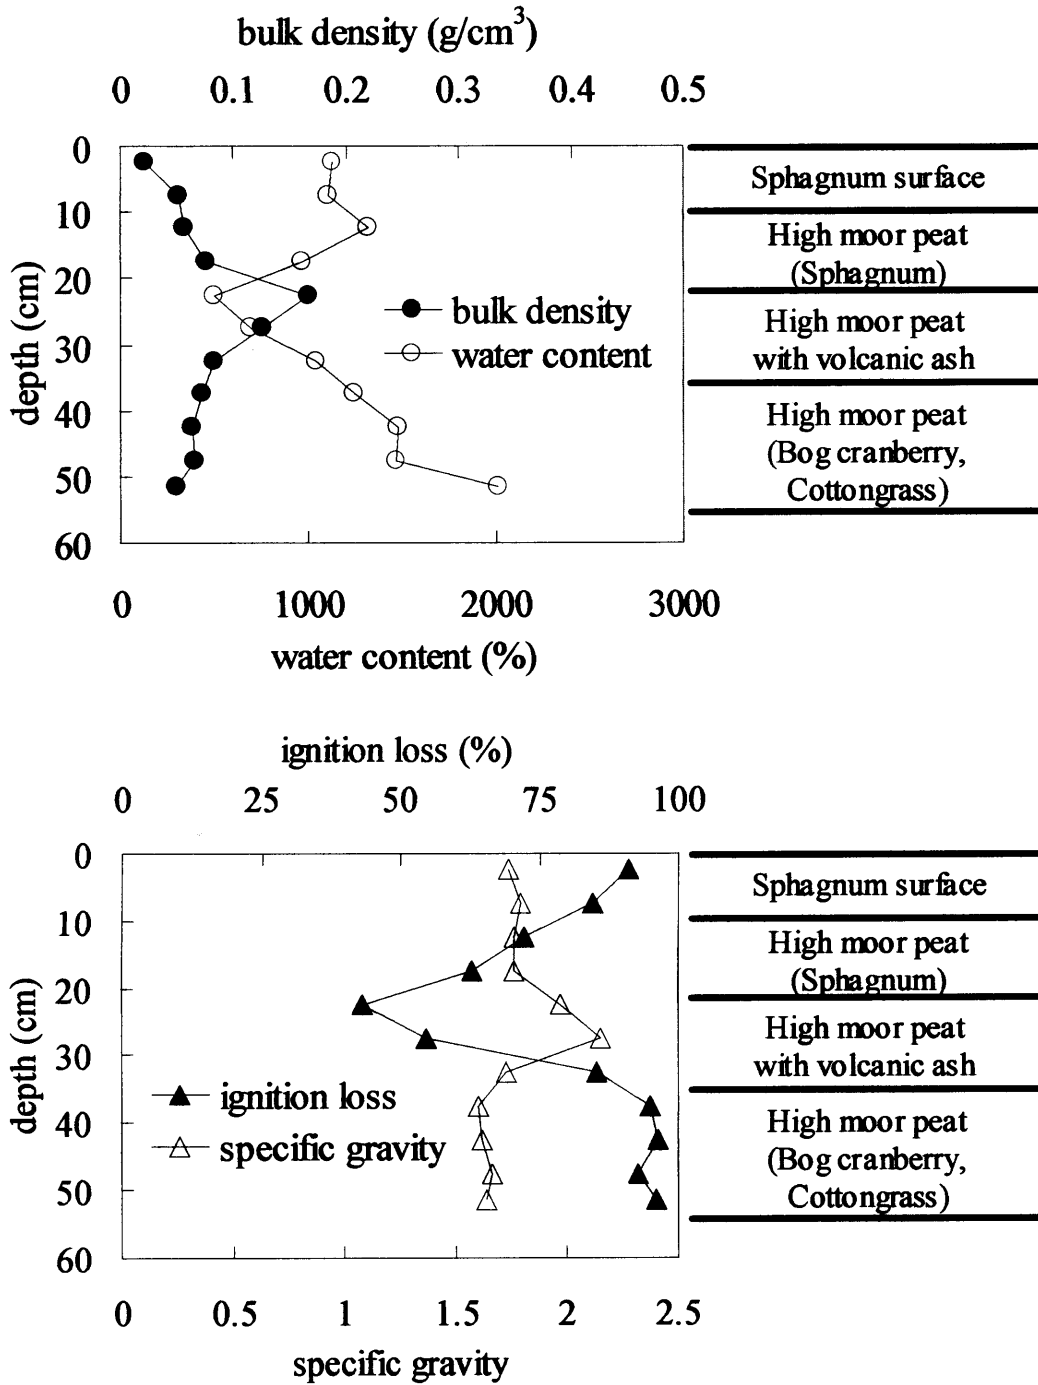 bulk density (g/cm³)
0 0.1 0.2 0.3 0.4 0.5
0
10
20
30
40
50
60
depth (cm)
bulk density
water content
Sphagnum surface
High moor peat
(Sphagnum)
High moor peat
with volcanic ash
High moor peat
(Bog cranberry,
Cottongrass)
0 1000 2000 3000
water content (%)
ignition loss (%)
0 25 50 75 100
0
10
20
30
40
50
60
depth (cm)
ignition loss
specific gravity
Sphagnum surface
High moor peat
(Sphagnum)
High moor peat
with volcanic ash
High moor peat
(Bog cranberry,
Cottongrass)
0 0.5 1 1.5 2 2.5
specific gravity